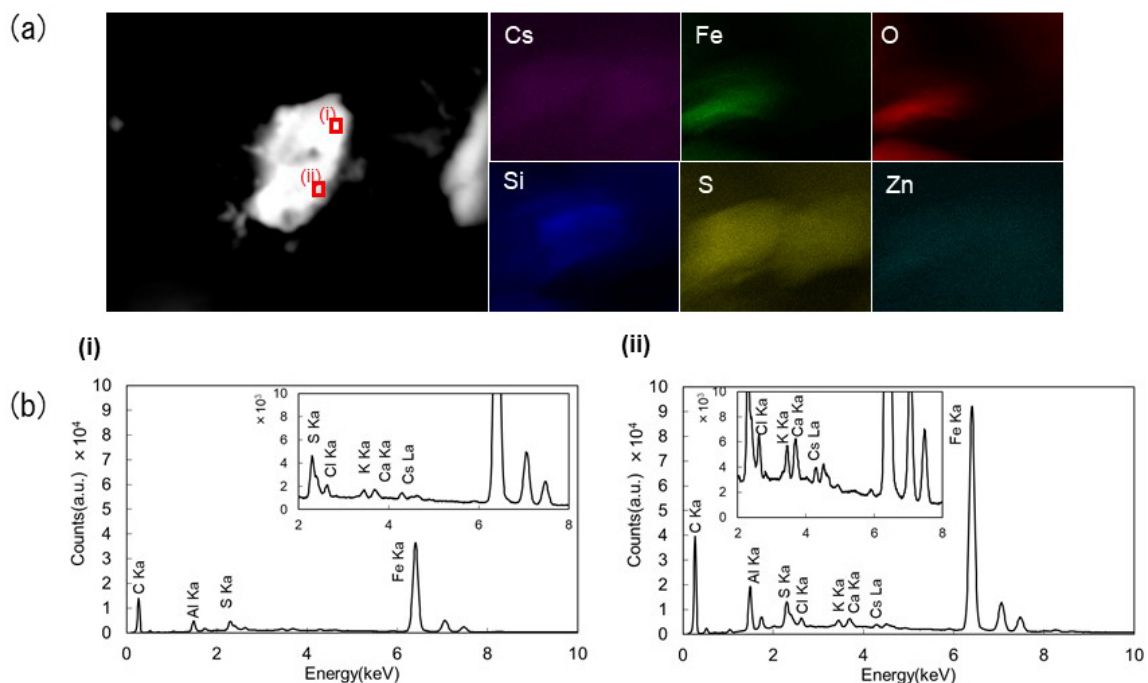 (a)
(i)
(ii)
Cs
Fe
O
Si
S
Zn
(b)
(i)
Counts(a.u.) × 10⁴
10
9
8
7
6
5
4
3
2
1
0
C Ka
Al Ka
S Ka
Fe Ka
0 2 4 6 8 10
Energy(keV)
× 10³
10
8
6
4
2
0
S Ka
Cl Ka
K Ka
Ca Ka
Cs La
2 4 6 8
(ii)
Counts(a.u.) × 10⁴
10
9
8
7
6
5
4
3
2
1
0
C Ka
Al Ka
S Ka
Cl Ka
K Ka
Ca Ka
Cs La
Fe Ka
0 2 4 6 8 10
Energy(keV)
× 10³
10
8
6
4
2
0
Cl Ka
K Ka
Ca Ka
Cs La
2 4 6 8